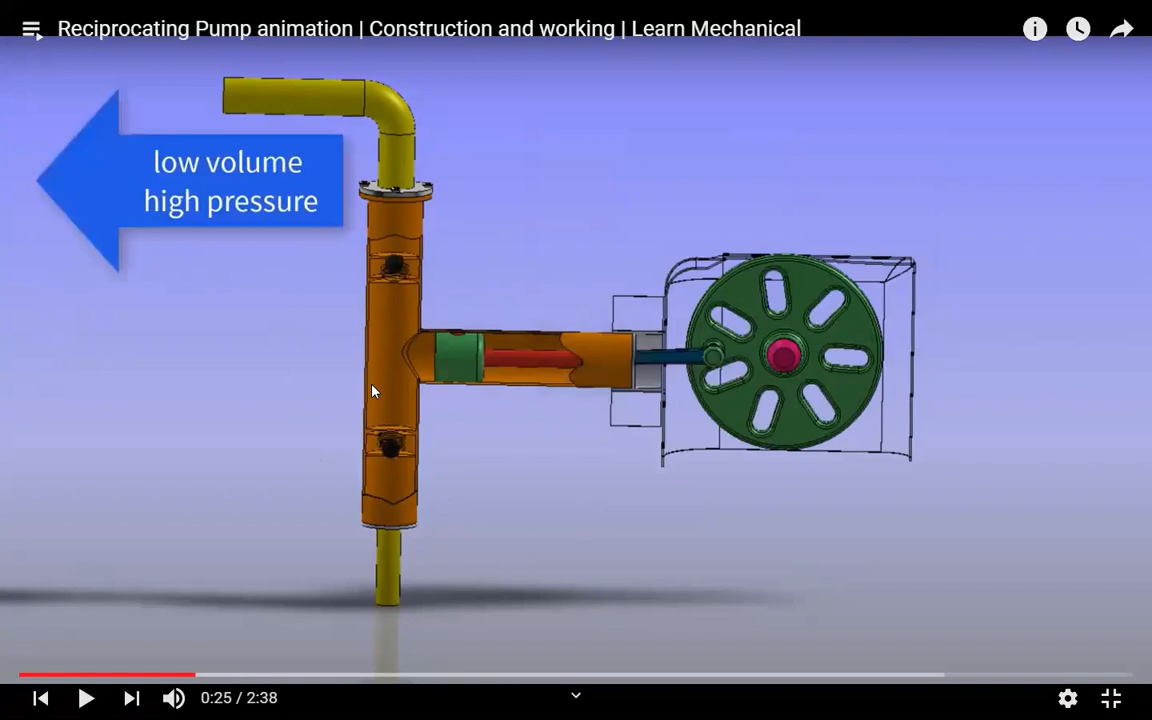 Reciprocating Pump animation | Construction and working | Learn Mechanical
low volume
high pressure
0:25 / 2:38